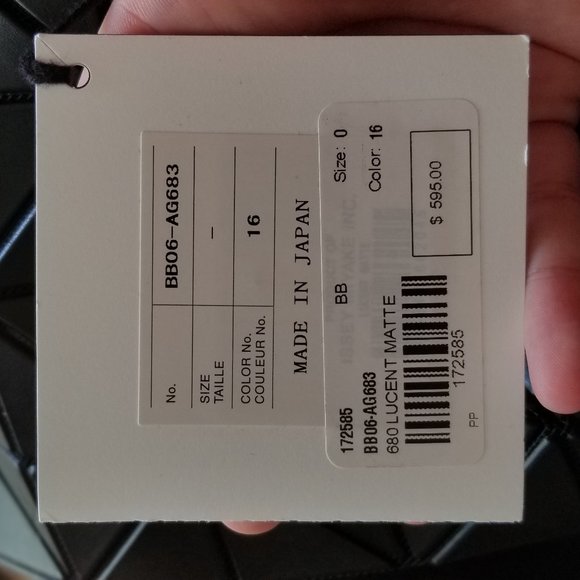 No. BB06-AG683
SIZE
TAILLE –
COLOR No.
COULEUR No. 16
MADE IN JAPAN
172585 BB Size: 0
BB06-AG683
680 LUCENT MATTE Color: 16
172585
$ 595.00
PP